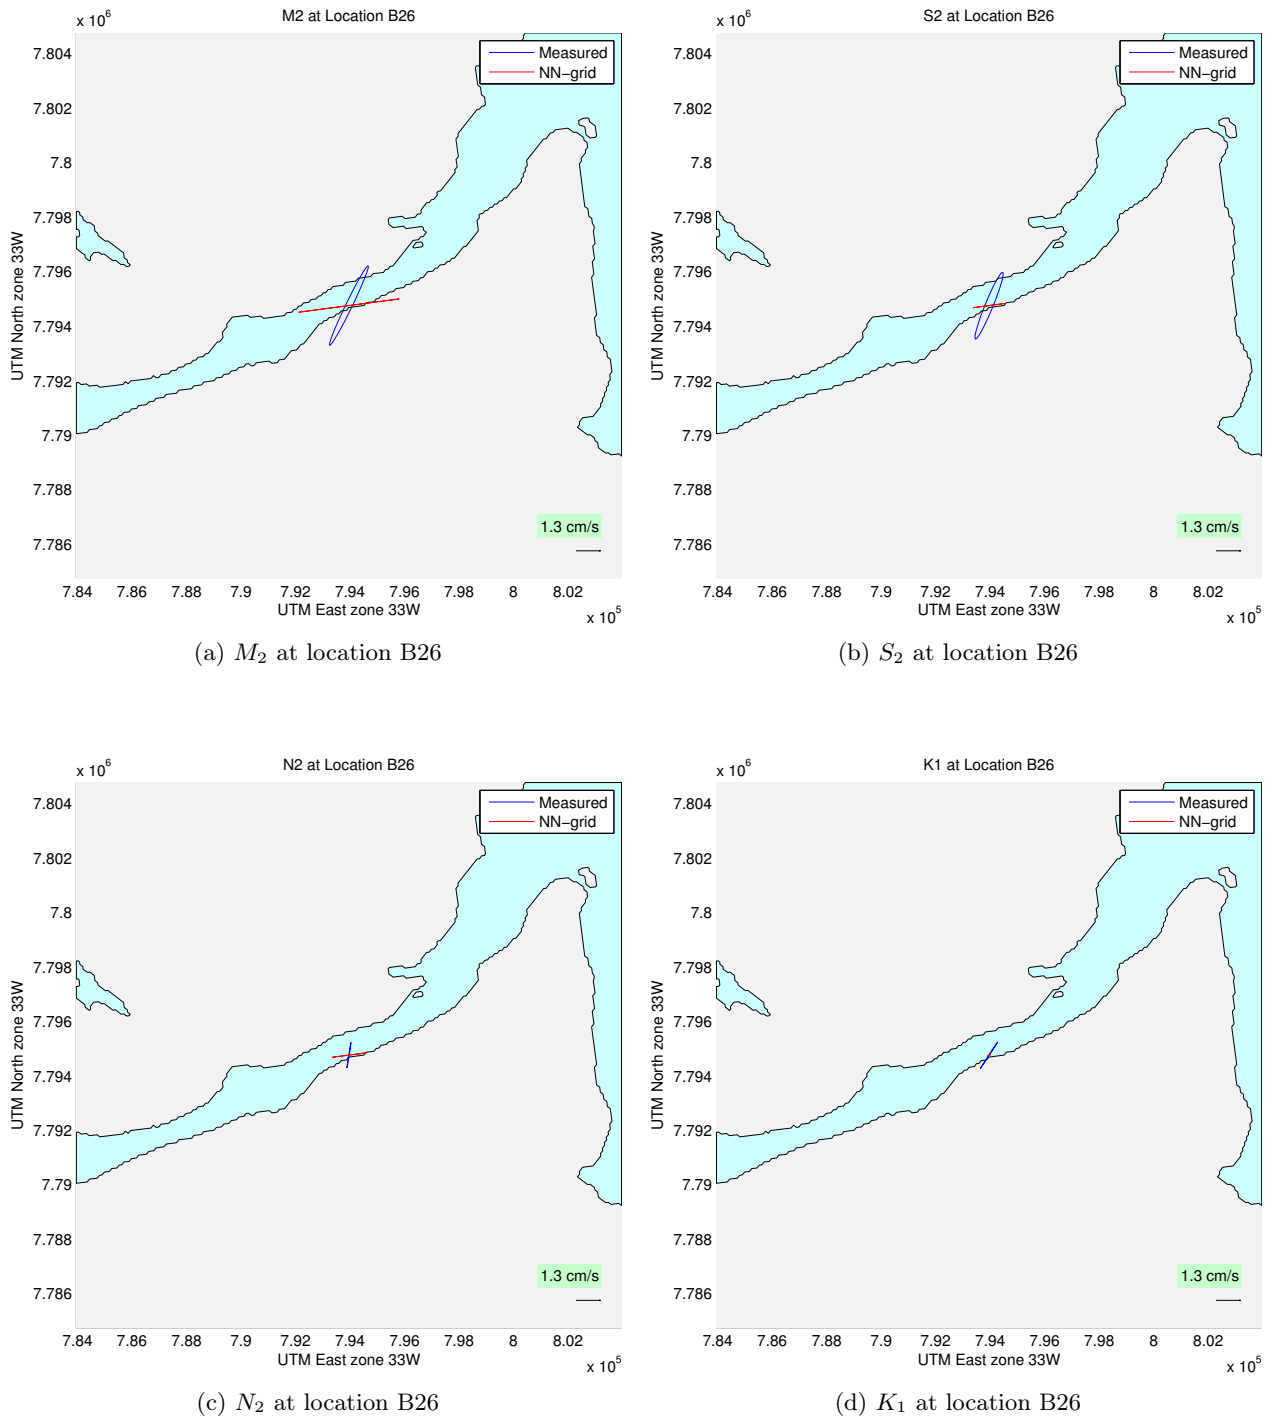 x 10^6
M2 at Location B26
Measured
NN-grid
7.804
7.802
7.8
7.798
7.796
7.794
7.792
7.79
7.788
7.786
UTM North zone 33W
1.3 cm/s
7.84 7.86 7.88 7.9 7.92 7.94 7.96 7.98 8 8.02
UTM East zone 33W
x 10^5
(a) M_2 at location B26
x 10^6
S2 at Location B26
Measured
NN-grid
7.804
7.802
7.8
7.798
7.796
7.794
7.792
7.79
7.788
7.786
UTM North zone 33W
1.3 cm/s
7.84 7.86 7.88 7.9 7.92 7.94 7.96 7.98 8 8.02
UTM East zone 33W
x 10^5
(b) S_2 at location B26
x 10^6
N2 at Location B26
Measured
NN-grid
7.804
7.802
7.8
7.798
7.796
7.794
7.792
7.79
7.788
7.786
UTM North zone 33W
1.3 cm/s
7.84 7.86 7.88 7.9 7.92 7.94 7.96 7.98 8 8.02
UTM East zone 33W
x 10^5
(c) N_2 at location B26
x 10^6
K1 at Location B26
Measured
NN-grid
7.804
7.802
7.8
7.798
7.796
7.794
7.792
7.79
7.788
7.786
UTM North zone 33W
1.3 cm/s
7.84 7.86 7.88 7.9 7.92 7.94 7.96 7.98 8 8.02
UTM East zone 33W
x 10^5
(d) K_1 at location B26